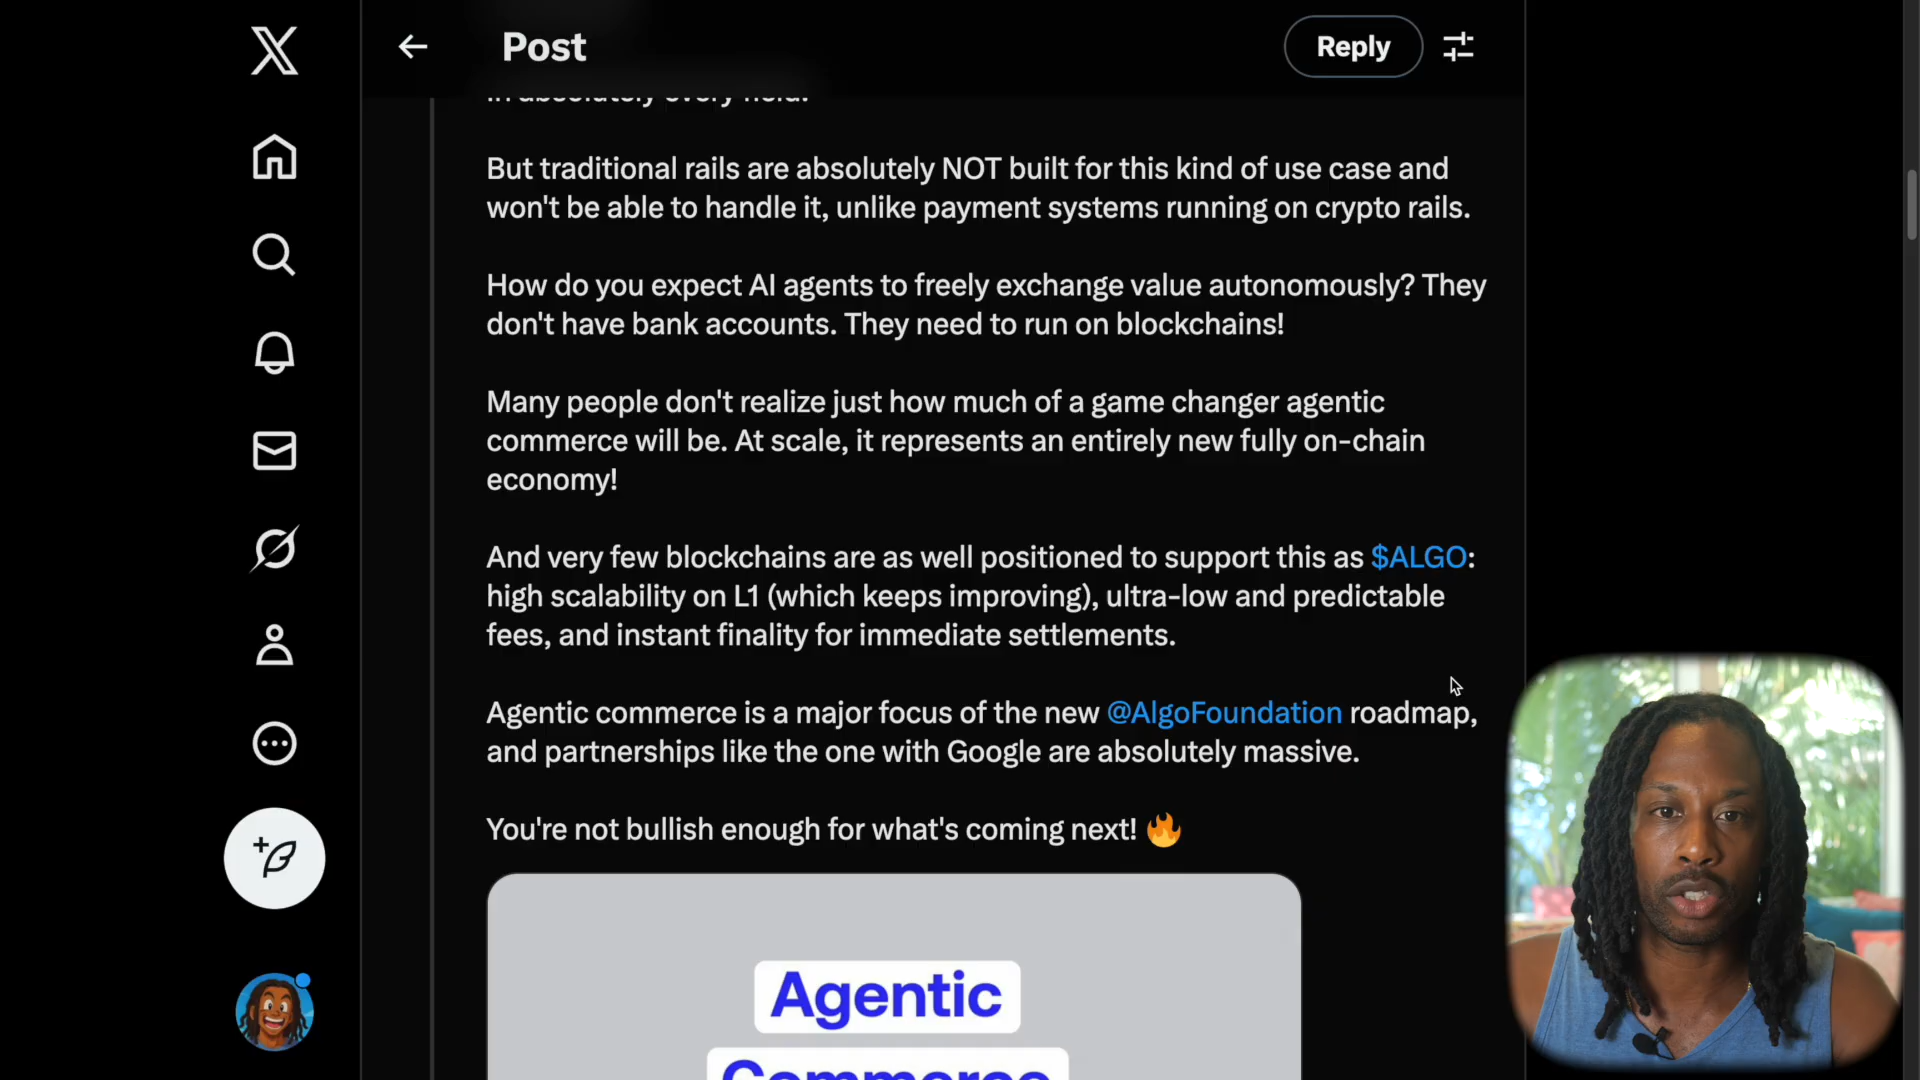 Post
Reply
in absolutely every field.
But traditional rails are absolutely NOT built for this kind of use case and
won't be able to handle it, unlike payment systems running on crypto rails.
How do you expect AI agents to freely exchange value autonomously? They
don't have bank accounts. They need to run on blockchains!
Many people don't realize just how much of a game changer agentic
commerce will be. At scale, it represents an entirely new fully on-chain
economy!
And very few blockchains are as well positioned to support this as $ALGO:
high scalability on L1 (which keeps improving), ultra-low and predictable
fees, and instant finality for immediate settlements.
Agentic commerce is a major focus of the new @AlgoFoundation roadmap,
and partnerships like the one with Google are absolutely massive.
You're not bullish enough for what's coming next! 🔥
Agentic
Commerce